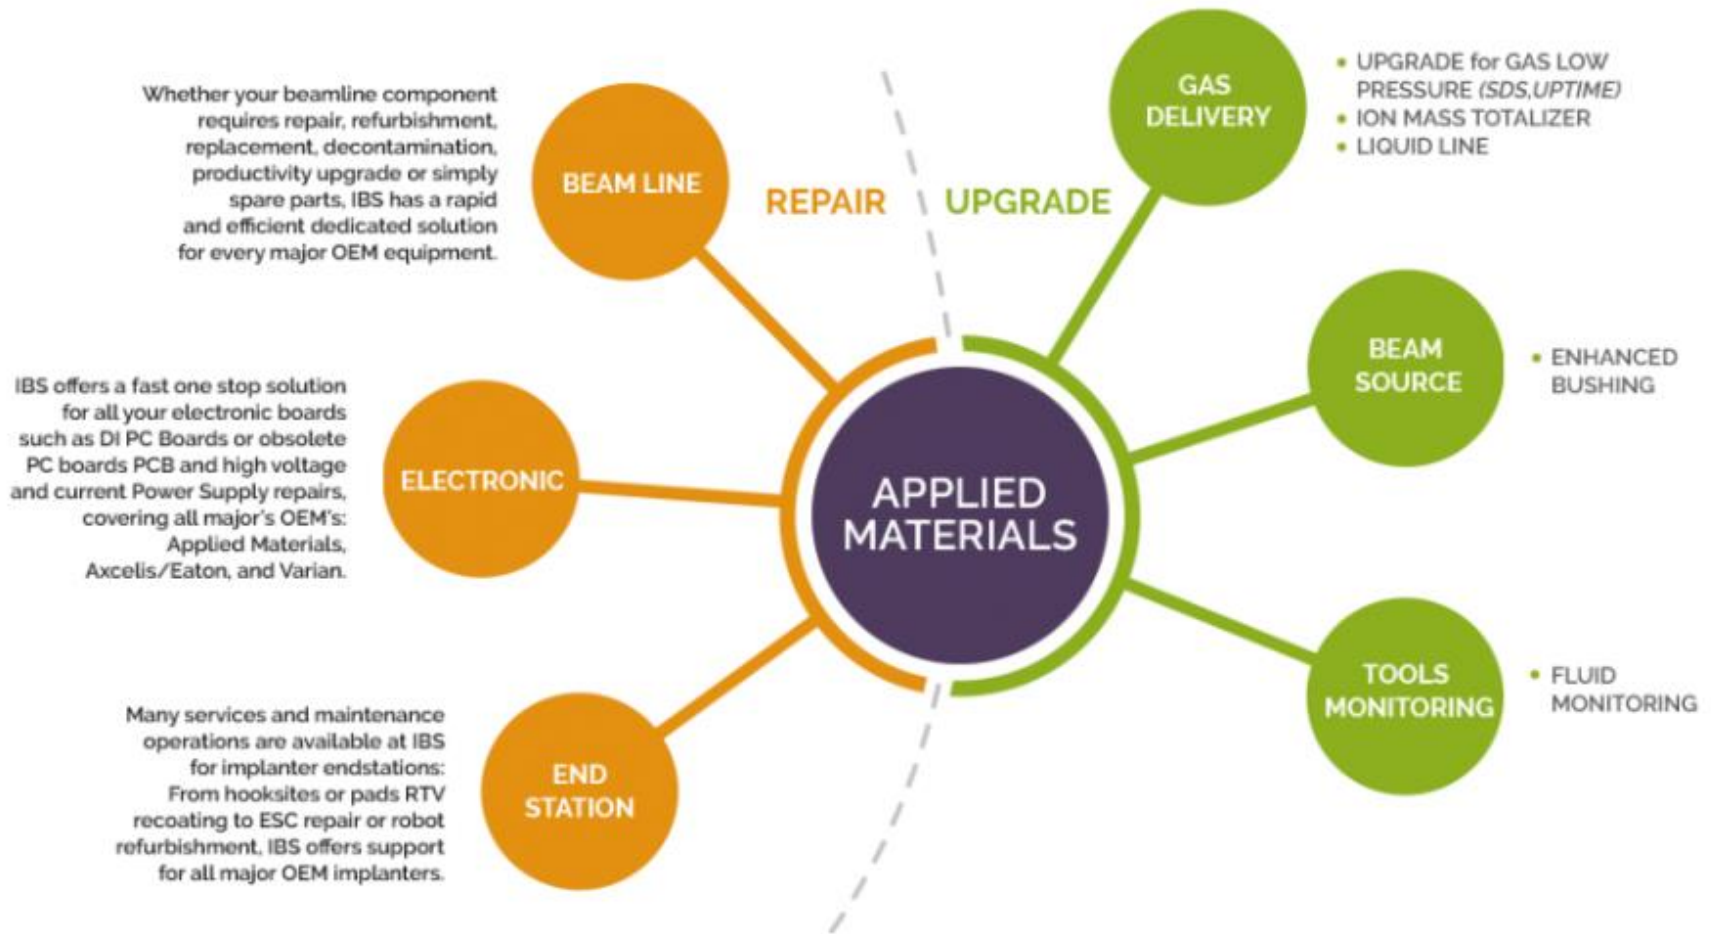 Whether your beamline component
requires repair, refurbishment,
replacement, decontamination,
productivity upgrade or simply
spare parts, IBS has a rapid
and efficient dedicated solution
for every major OEM equipment.
BEAM LINE
REPAIR
UPGRADE
GAS
DELIVERY
• UPGRADE for GAS LOW
PRESSURE (SDS,UPTIME)
• ION MASS TOTALIZER
• LIQUID LINE
IBS offers a fast one stop solution
for all your electronic boards
such as DI PC Boards or obsolete
PC boards PCB and high voltage
and current Power Supply repairs,
covering all major's OEM's:
Applied Materials,
Axcelis/Eaton, and Varian.
ELECTRONIC
APPLIED
MATERIALS
BEAM
SOURCE
• ENHANCED
BUSHING
Many services and maintenance
operations are available at IBS
for implanter endstations:
From hooksites or pads RTV
recoating to ESC repair or robot
refurbishment, IBS offers support
for all major OEM implanters.
END
STATION
TOOLS
MONITORING
• FLUID
MONITORING